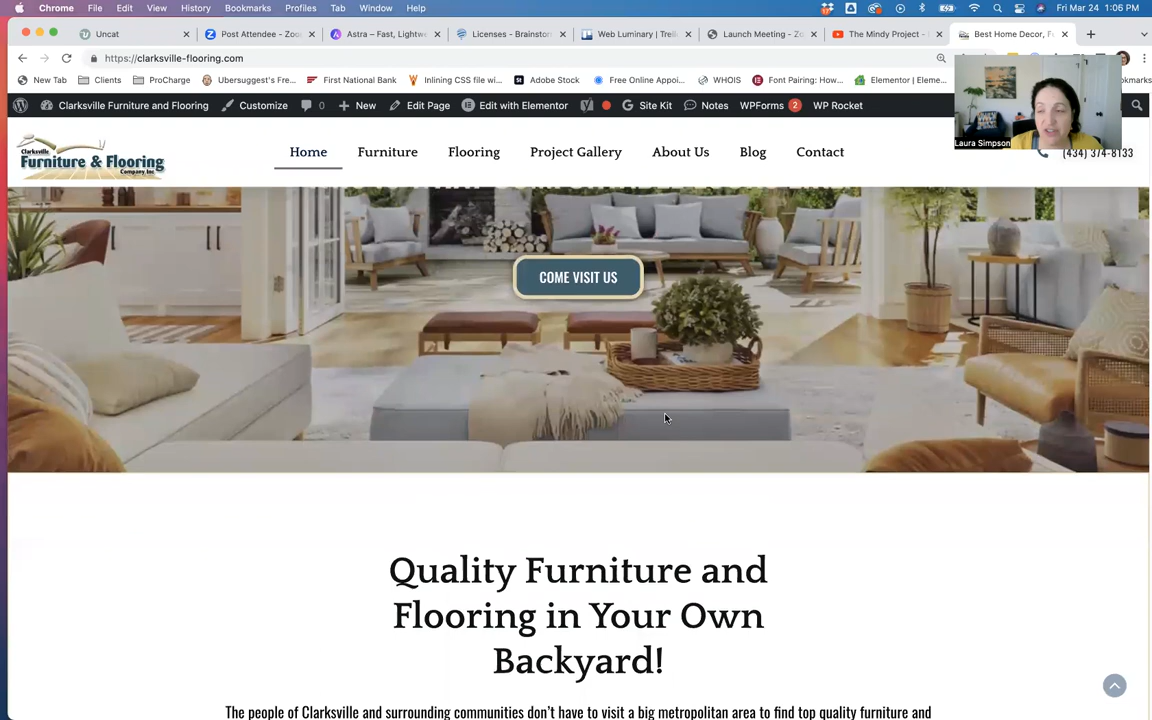 Chrome File Edit View History Bookmarks Profiles Tab Window Help Fri Mar 24 1:06 PM
Uncat Post Attendee - Zoo Astra – Fast, Lightwe Licenses - Brainstor Web Luminary | Trel Launch Meeting - Zo The Mindy Project - Best Home Decor, F
https://clarksville-flooring.com
New Tab Clients ProCharge Ubersuggest's Fre... First National Bank Inlining CSS file wi... Adobe Stock Free Online Appoi... WHOIS Font Pairing: How... Elementor | Eleme...
Clarksville Furniture and Flooring Customize 0 New Edit Page Edit with Elementor Site Kit Notes WPForms 2 WP Rocket
Laura Simpson
Clarksville
Furniture & Flooring
Company, Inc
Home Furniture Flooring Project Gallery About Us Blog Contact (434) 374-8133
COME VISIT US
Quality Furniture and
Flooring in Your Own
Backyard!
The people of Clarksville and surrounding communities don't have to visit a big metropolitan area to find top quality furniture and